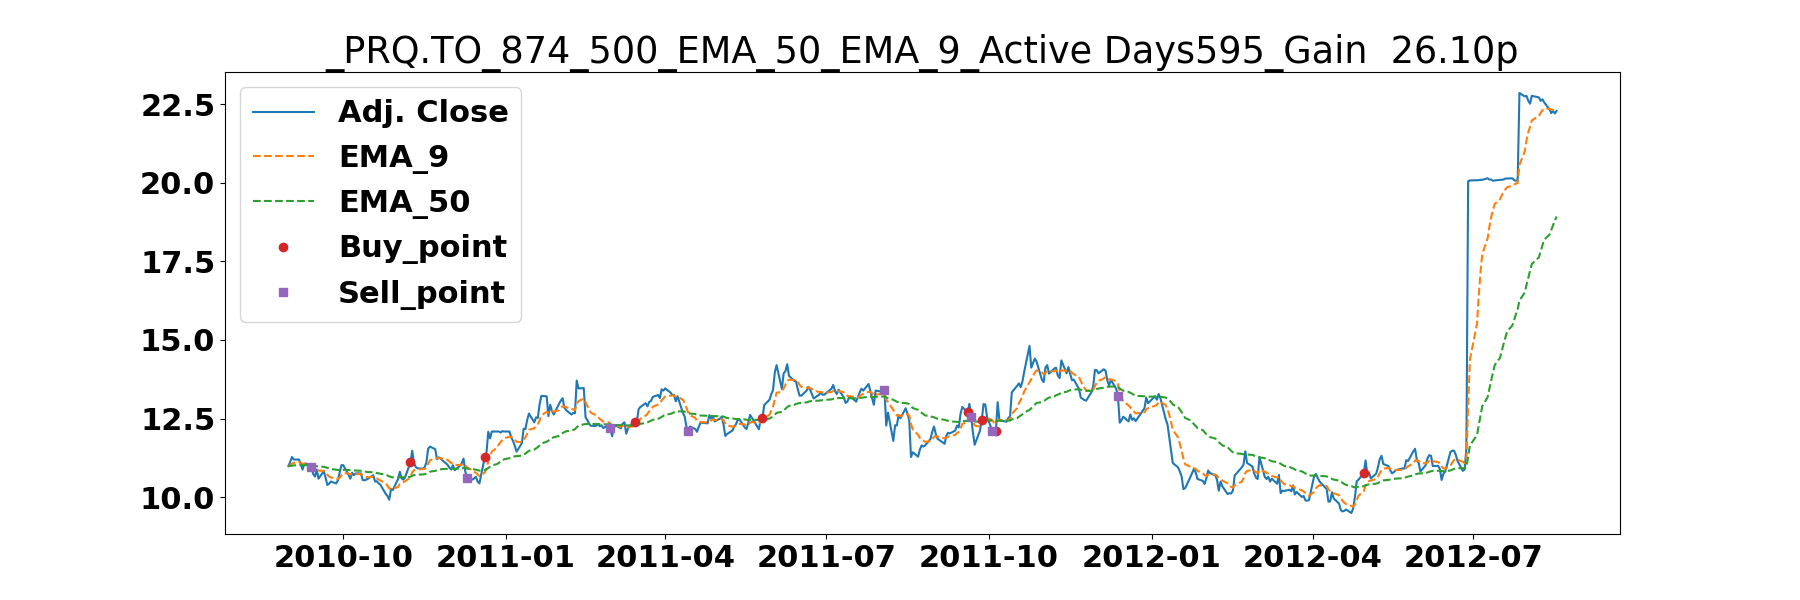 _PRQ.TO_874_500_EMA_50_EMA_9_Active Days595_Gain  26.10p
Adj. Close
EMA_9
EMA_50
Buy_point
Sell_point
22.5
20.0
17.5
15.0
12.5
10.0
2010-10 2011-01 2011-04 2011-07 2011-10 2012-01 2012-04 2012-07